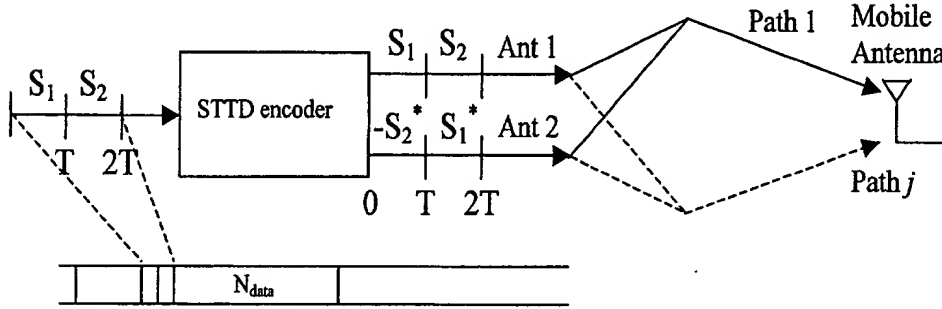 Path 1
Mobile
Antenna
S₁ S₂ Ant 1
S₁ S₂
STTD encoder
-S₂* S₁* Ant 2
T 2T
0 T 2T
Path j
N_data